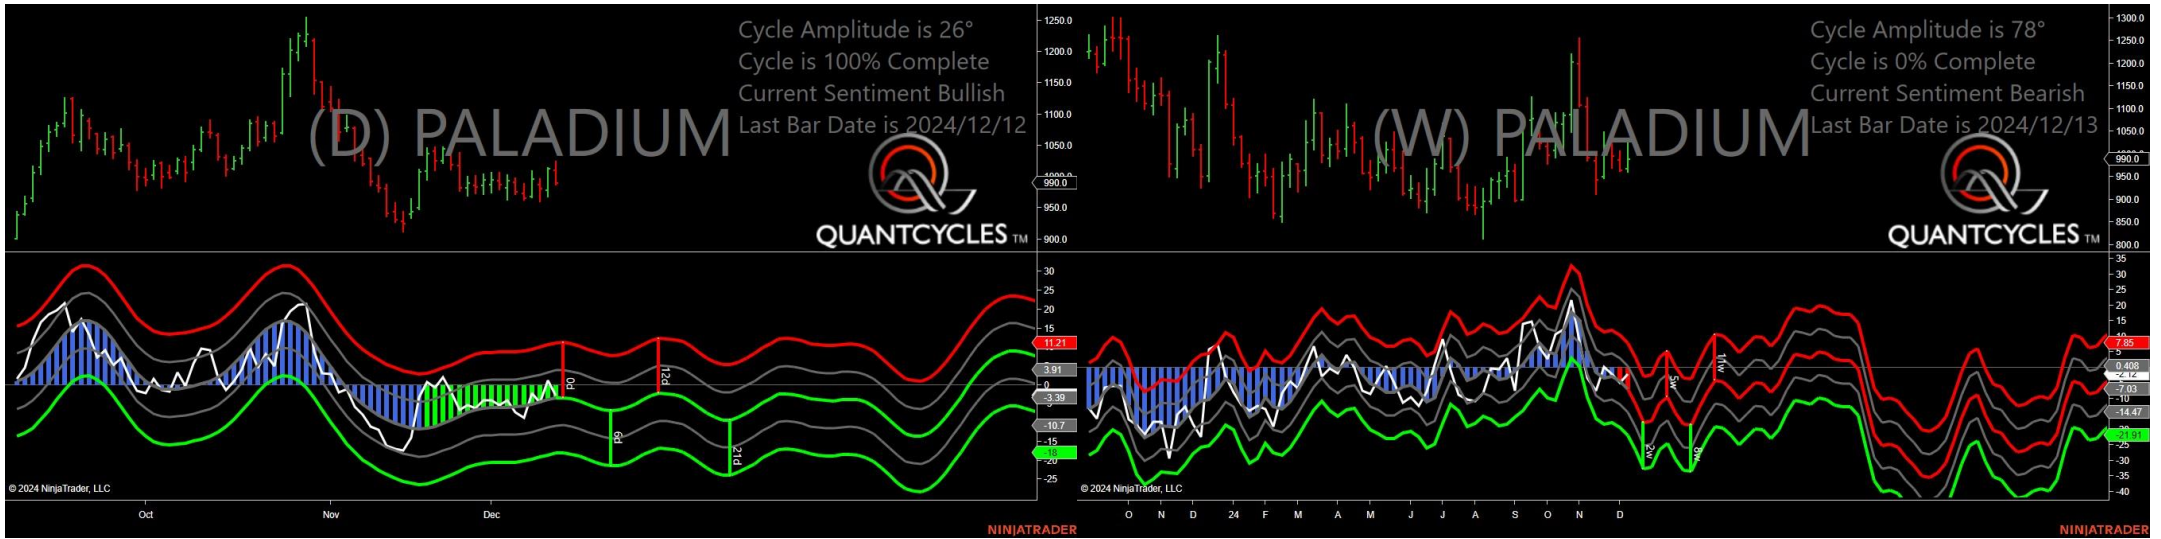 Cycle Amplitude is 26°
Cycle is 100% Complete
Current Sentiment Bullish
Last Bar Date is 2024/12/12
(D) PALADIUM
QUANTCYCLES TM
1250.0
1200.0
1150.0
1100.0
1050.0
990.0
950.0
900.0
30
25
20
15
11.21
3.91
0
-3.39
-10.7
-15
-18
-20
-25
0d
6d
12d
21d
© 2024 NinjaTrader, LLC
Oct Nov Dec
NINJATRADER
Cycle Amplitude is 78°
Cycle is 0% Complete
Current Sentiment Bearish
Last Bar Date is 2024/12/13
(W) PALADIUM
QUANTCYCLES TM
1300.0
1250.0
1200.0
1150.0
1100.0
1050.0
990.0
950.0
900.0
850.0
800.0
35
30
25
20
15
7.85
5
0.408
-7.03
-10
-14.47
-21.91
-25
-30
-35
-40
2w
5w
8w
11w
© 2024 NinjaTrader, LLC
O N D 24 F M A M J J A S O N D
NINJATRADER